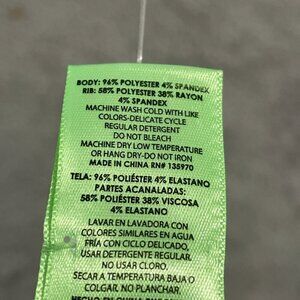 BODY: 96% POLYESTER 4% SPANDEX
RIB: 58% POLYESTER 38% RAYON
4% SPANDEX
MACHINE WASH COLD WITH LIKE
COLORS-DELICATE CYCLE
REGULAR DETERGENT
DO NOT BLEACH
MACHINE DRY LOW TEMPERATURE
OR HANG DRY-DO NOT IRON
MADE IN CHINA RN# 135970
TELA: 96% POLIÉSTER 4% ELASTANO
PARTES ACANALADAS:
58% POLIÉSTER 38% VISCOSA
4% ELASTANO
LAVAR EN LAVADORA CON
COLORES SIMILARES EN AGUA
FRÍA CON CICLO DELICADO.
USAR DETERGENTE REGULAR.
NO USAR CLORO.
SECAR A TEMPERATURA BAJA O
COLGAR. NO PLANCHAR.